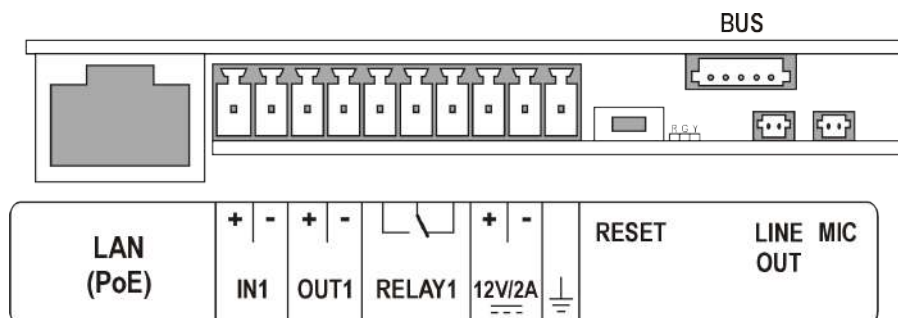 BUS
R G Y
+ - + - + -
LAN
(PoE)
IN1 OUT1 RELAY1 12V/2A
RESET
LINE
OUT
MIC